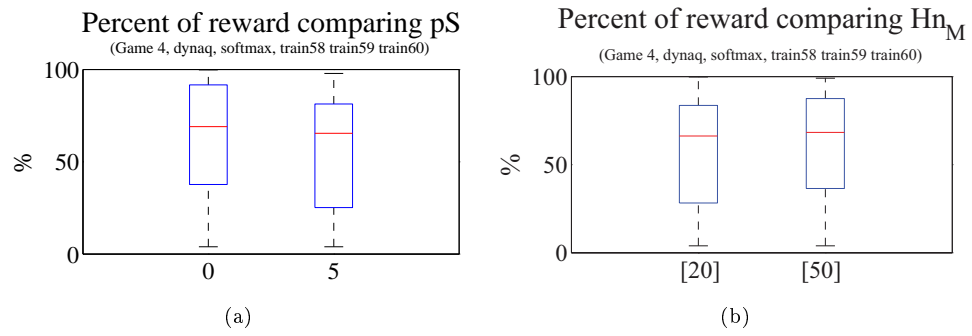 Percent of reward comparing pS
(Game 4, dynaq, softmax, train58 train59 train60)
100
%
50
0
0 5
(a)
Percent of reward comparing Hn_M
(Game 4, dynaq, softmax, train58 train59 train60)
100
%
50
0
[20] [50]
(b)